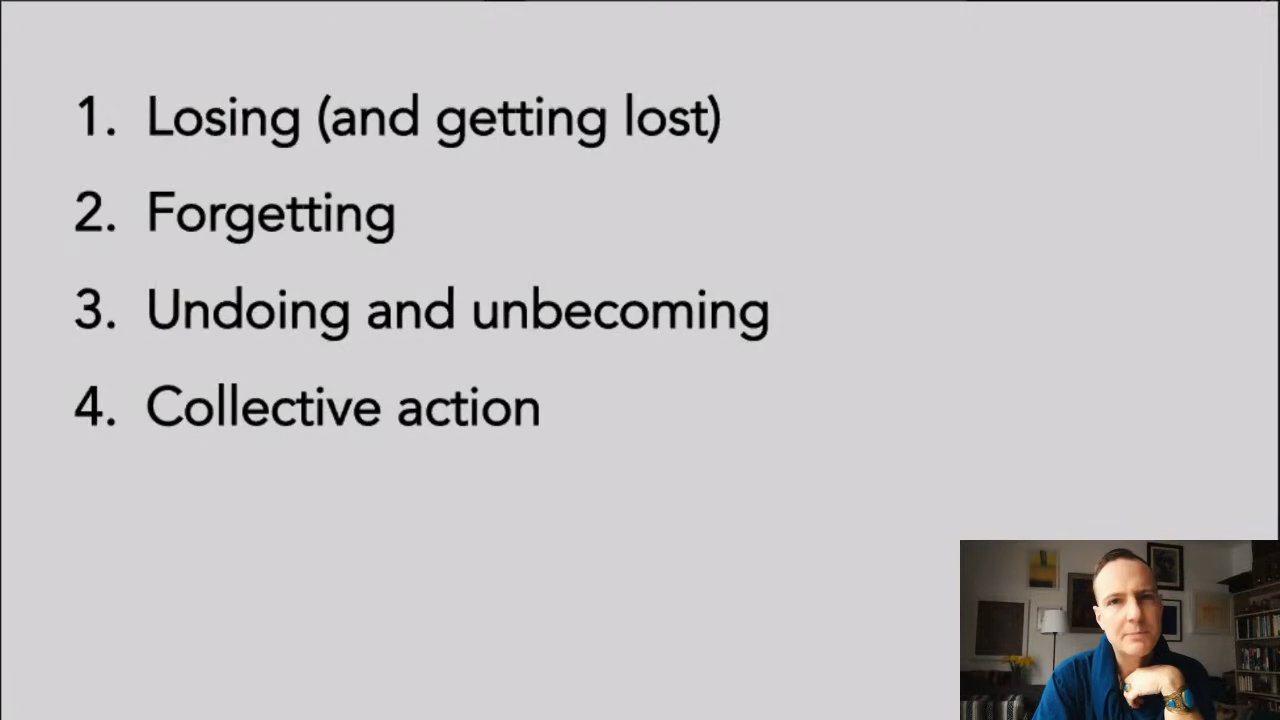 1. Losing (and getting lost)
2. Forgetting
3. Undoing and unbecoming
4. Collective action